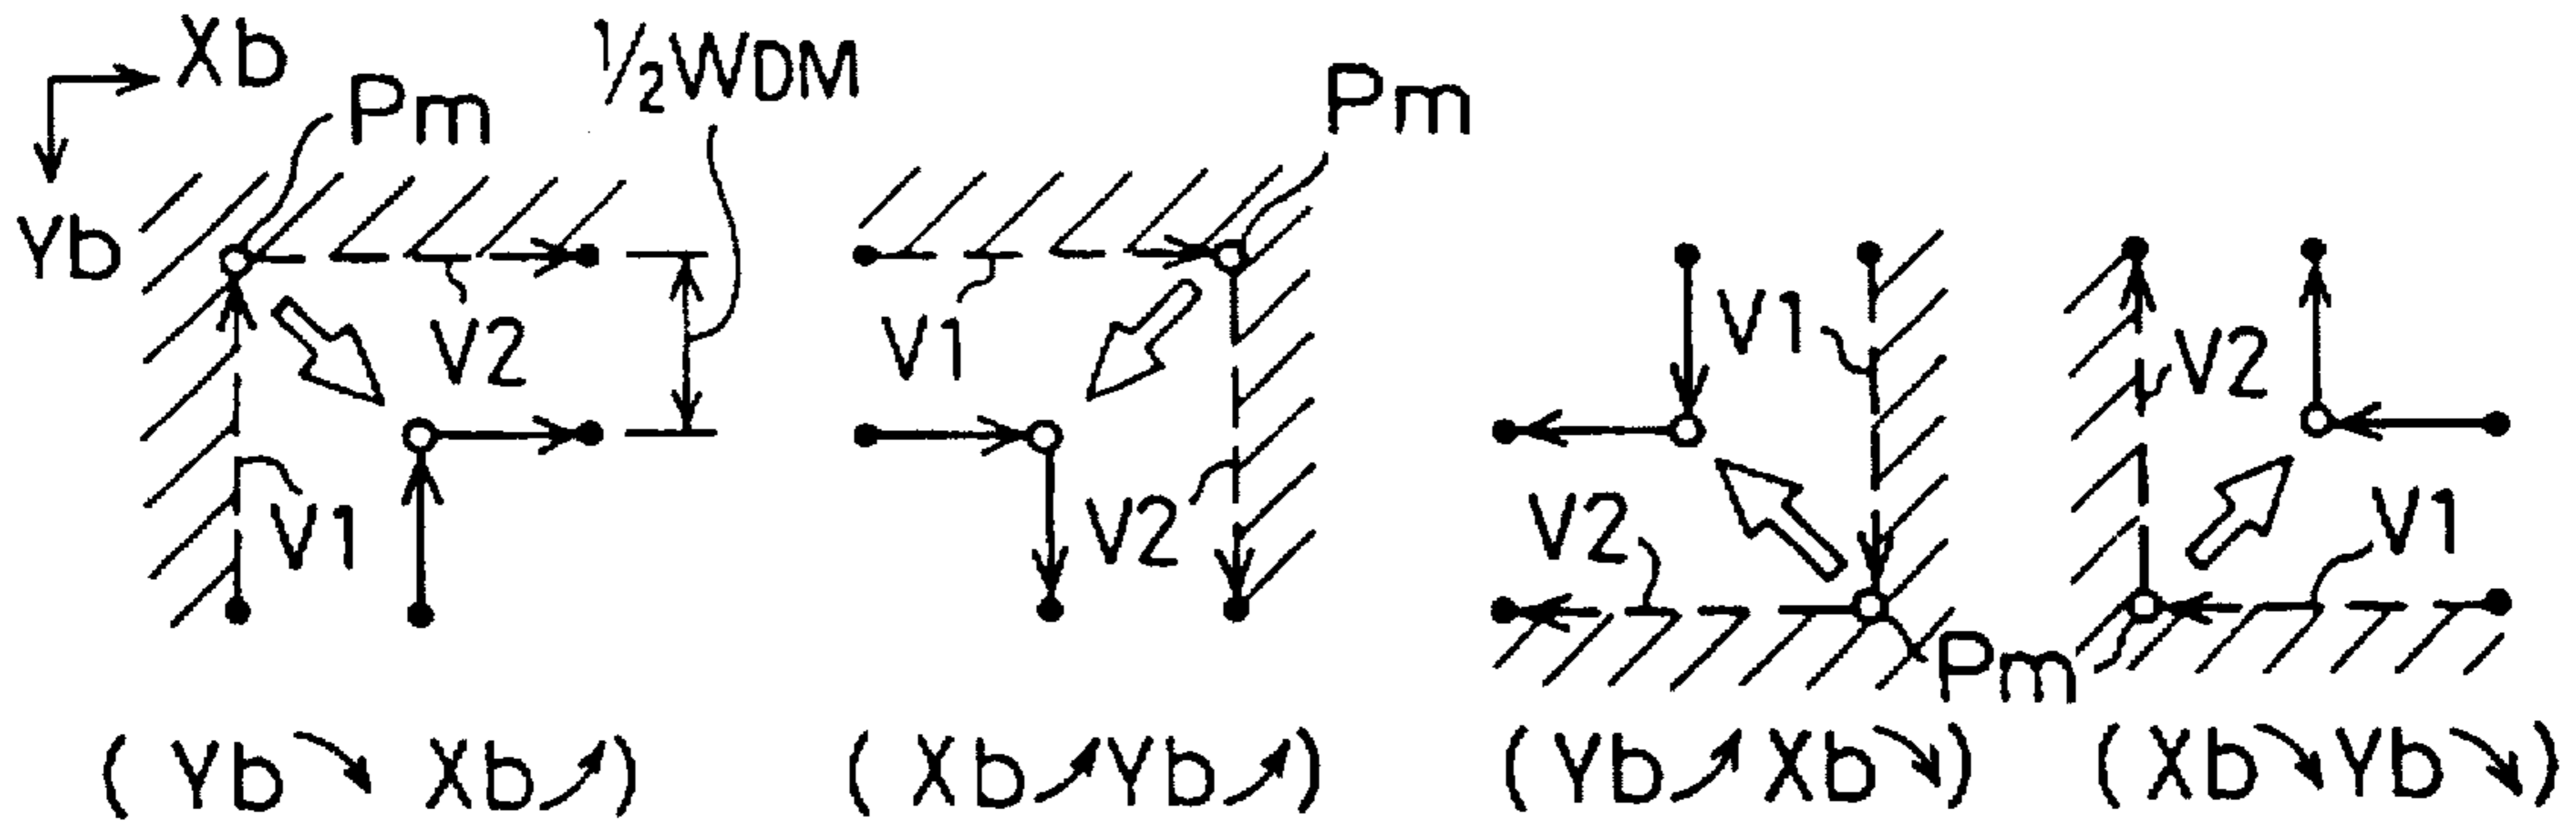 Xb
Pm
½WDM
Pm
Yb
V2
V1
V1
V2
V1
V2
V2
V1
Pm
(Yb↘ Xb↗)
(Xb↗Yb↗)
(Yb↗Xb↘)
(Xb↘Yb↘)